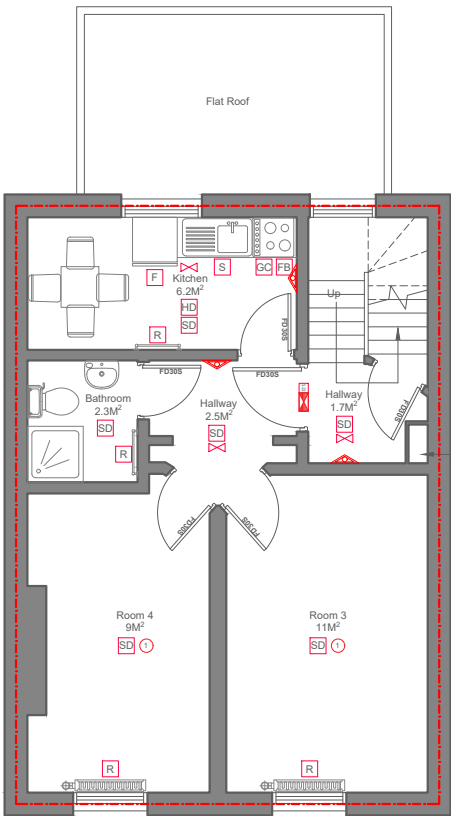 Flat Roof
F
S
GC
FB
Kitchen
6.2M²
HD
SD
R
Up
FD30S
FD30S
FD30S
Bathroom
2.3M²
SD
R
Hallway
2.5M²
SD
Hallway
1.7M²
SD
FD30S
FD30S
FD30S
Room 4
9M²
SD
1
Room 3
11M²
SD
1
R
R